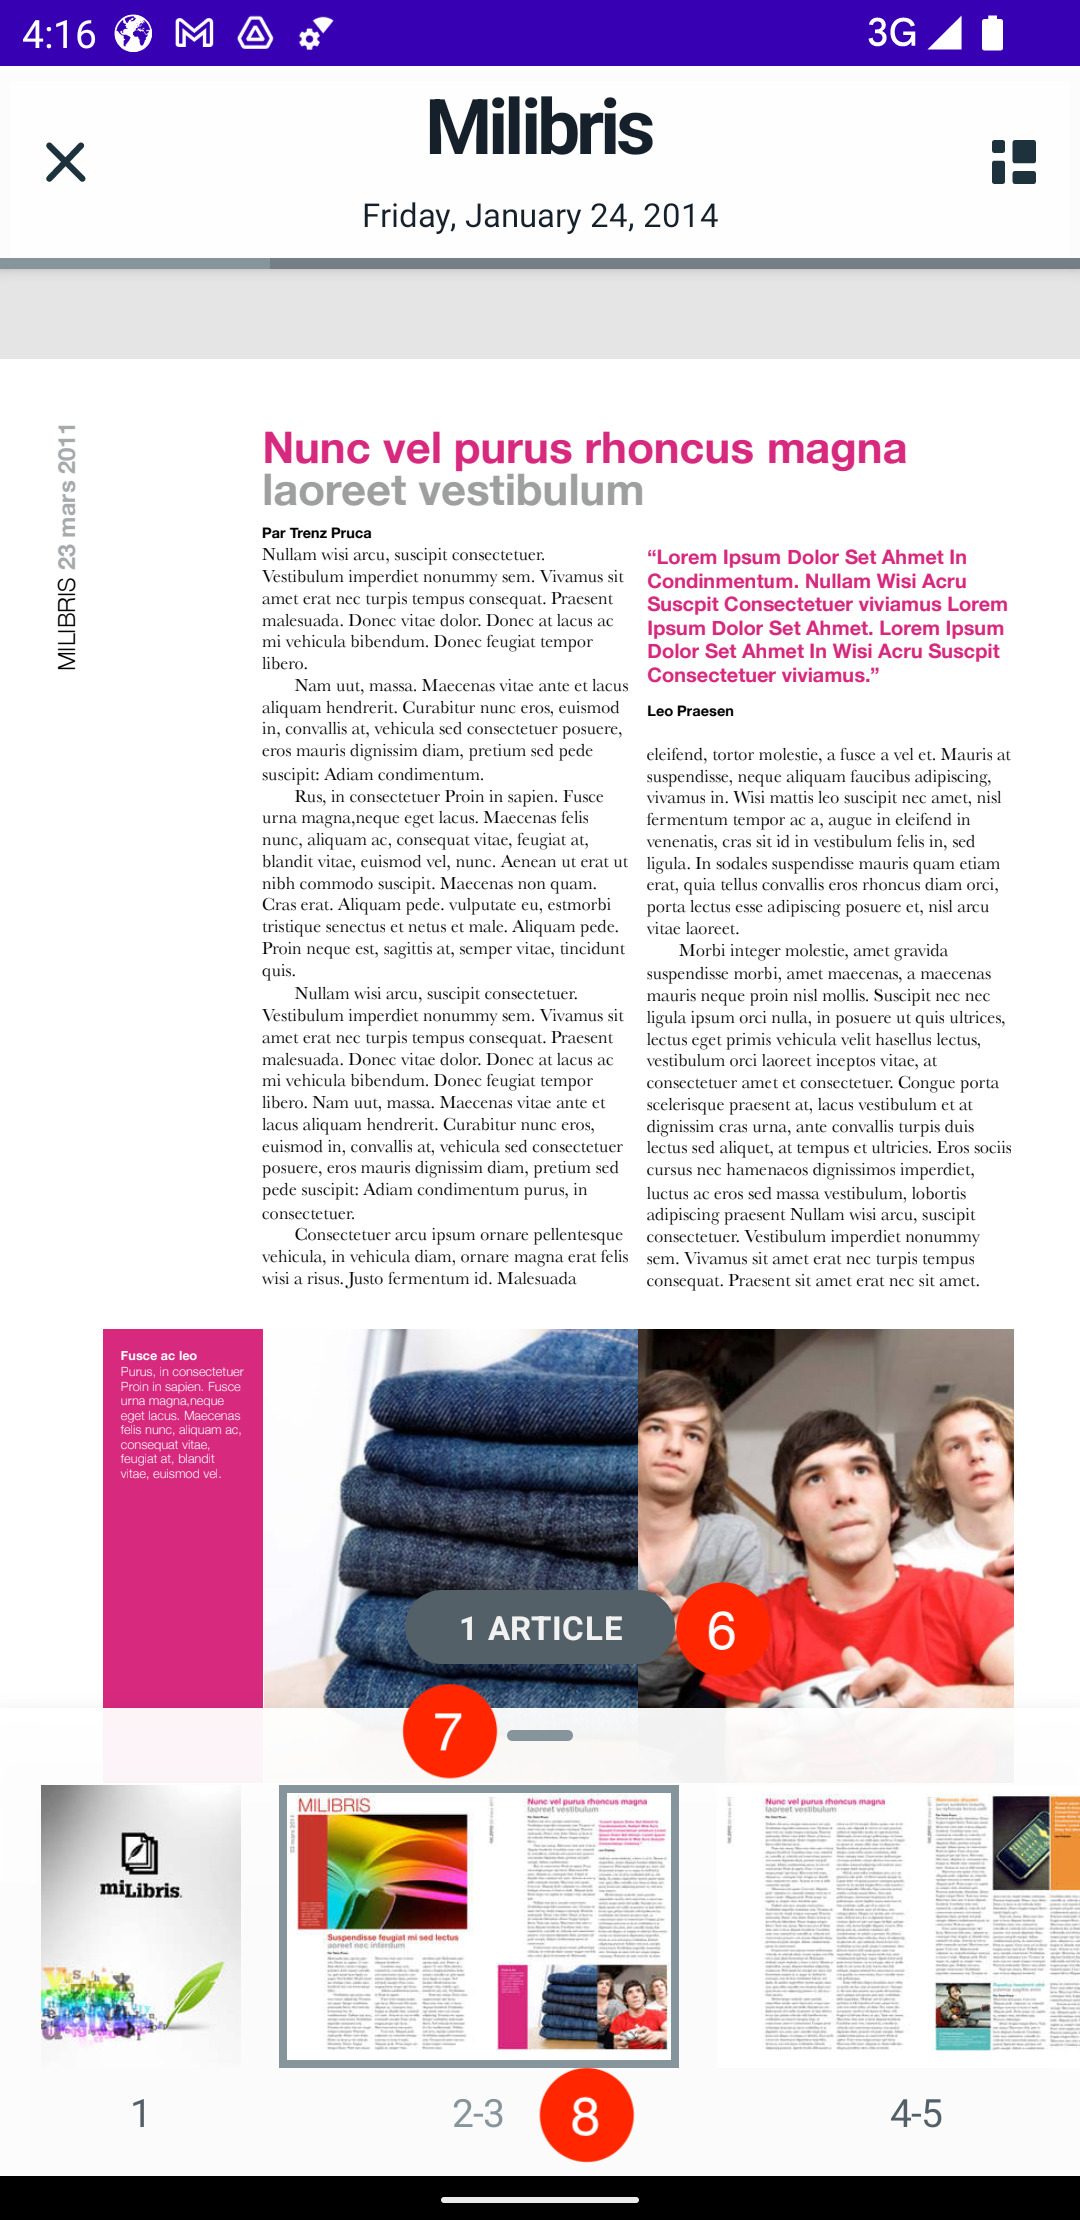 4:16
3G
Milibris
Friday, January 24, 2014
MILIBRIS 23 mars 2011
Nunc vel purus rhoncus magna
laoreet vestibulum
Par Trenz Pruca
Nullam wisi arcu, suscipit consectetuer.
Vestibulum imperdiet nonummy sem. Vivamus sit
amet erat nec turpis tempus consequat. Praesent
malesuada. Donec vitae dolor. Donec at lacus ac
mi vehicula bibendum. Donec feugiat tempor
libero.
Nam uut, massa. Maecenas vitae ante et lacus
aliquam hendrerit. Curabitur nunc eros, euismod
in, convallis at, vehicula sed consectetuer posuere,
eros mauris dignissim diam, pretium sed pede
suscipit: Adiam condimentum.
Rus, in consectetuer Proin in sapien. Fusce
urna magna,neque eget lacus. Maecenas felis
nunc, aliquam ac, consequat vitae, feugiat at,
blandit vitae, euismod vel, nunc. Aenean ut erat ut
nibh commodo suscipit. Maecenas non quam.
Cras erat. Aliquam pede. vulputate eu, estmorbi
tristique senectus et netus et male. Aliquam pede.
Proin neque est, sagittis at, semper vitae, tincidunt
quis.
Nullam wisi arcu, suscipit consectetuer.
Vestibulum imperdiet nonummy sem. Vivamus sit
amet erat nec turpis tempus consequat. Praesent
malesuada. Donec vitae dolor. Donec at lacus ac
mi vehicula bibendum. Donec feugiat tempor
libero. Nam uut, massa. Maecenas vitae ante et
lacus aliquam hendrerit. Curabitur nunc eros,
euismod in, convallis at, vehicula sed consectetuer
posuere, eros mauris dignissim diam, pretium sed
pede suscipit: Adiam condimentum purus, in
consectetuer.
Consectetuer arcu ipsum ornare pellentesque
vehicula, in vehicula diam, ornare magna erat felis
wisi a risus. Justo fermentum id. Malesuada
“Lorem Ipsum Dolor Set Ahmet In
Condinmentum. Nullam Wisi Acru
Suscpit Consectetuer viviamus Lorem
Ipsum Dolor Set Ahmet. Lorem Ipsum
Dolor Set Ahmet In Wisi Acru Suscpit
Consectetuer viviamus.”
Leo Praesen
eleifend, tortor molestie, a fusce a vel et. Mauris at
suspendisse, neque aliquam faucibus adipiscing,
vivamus in. Wisi mattis leo suscipit nec amet, nisl
fermentum tempor ac a, augue in eleifend in
venenatis, cras sit id in vestibulum felis in, sed
ligula. In sodales suspendisse mauris quam etiam
erat, quia tellus convallis eros rhoncus diam orci,
porta lectus esse adipiscing posuere et, nisl arcu
vitae laoreet.
Morbi integer molestie, amet gravida
suspendisse morbi, amet maecenas, a maecenas
mauris neque proin nisl mollis. Suscipit nec nec
ligula ipsum orci nulla, in posuere ut quis ultrices,
lectus eget primis vehicula velit hasellus lectus,
vestibulum orci laoreet inceptos vitae, at
consectetuer amet et consectetuer. Congue porta
scelerisque praesent at, lacus vestibulum et at
dignissim cras urna, ante convallis turpis duis
lectus sed aliquet, at tempus et ultricies. Eros sociis
cursus nec hamenaeos dignissimos imperdiet,
luctus ac eros sed massa vestibulum, lobortis
adipiscing praesent Nullam wisi arcu, suscipit
consectetuer. Vestibulum imperdiet nonummy
sem. Vivamus sit amet erat nec turpis tempus
consequat. Praesent sit amet erat nec sit amet.
Fusce ac leo
Purus, in consectetuer
Proin in sapien. Fusce
urna magna,neque
eget lacus. Maecenas
felis nunc, aliquam ac,
consequat vitae,
feugiat at, blandit
vitae, euismod vel.
1 ARTICLE
6
7
miLibris
MILIBRIS
Suspendisse feugiat mi sed lectus
aoreet nec interdum
Nunc vel purus rhoncus magna
laoreet vestibulum
Nunc vel purus rhoncus magna
laoreet vestibulum
1
2-3
8
4-5